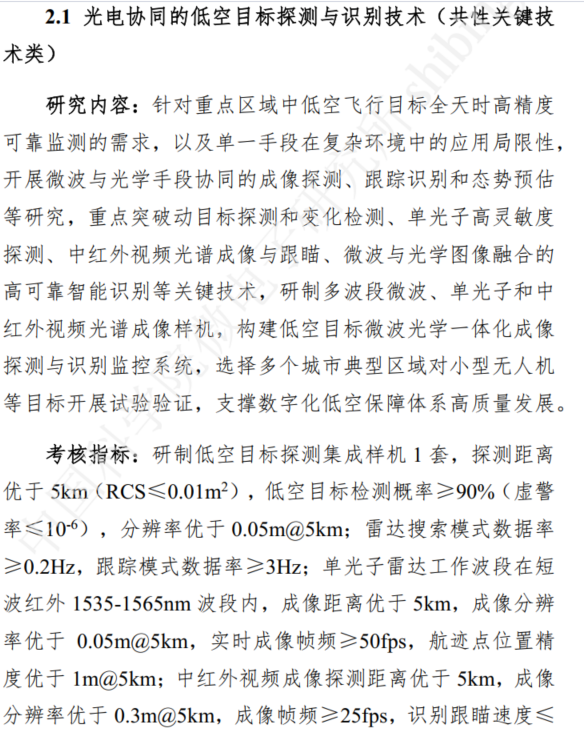 2.1 光电协同的低空目标探测与识别技术（共性关键技
术类）
研究内容：针对重点区域中低空飞行目标全天时高精度
可靠监测的需求，以及单一手段在复杂环境中的应用局限性，
开展微波与光学手段协同的成像探测、跟踪识别和态势预估
等研究，重点突破动目标探测和变化检测、单光子高灵敏度
探测、中红外视频光谱成像与跟瞄、微波与光学图像融合的
高可靠智能识别等关键技术，研制多波段微波、单光子和中
红外视频光谱成像样机，构建低空目标微波光学一体化成像
探测与识别监控系统，选择多个城市典型区域对小型无人机
等目标开展试验验证，支撑数字化低空保障体系高质量发展。
考核指标：研制低空目标探测集成样机 1 套，探测距离
优于 5km（RCS≤0.01m²），低空目标检测概率≥90%（虚警
率≤10⁻⁶），分辨率优于 0.05m@5km；雷达搜索模式数据率
≥0.2Hz，跟踪模式数据率≥3Hz；单光子雷达工作波段在短
波红外 1535-1565nm 波段内，成像距离优于 5km，成像分辨
率优于 0.05m@5km，实时成像帧频≥50fps，航迹点位置精
度优于 1m@5km；中红外视频成像探测距离优于 5km，成像
分辨率优于 0.3m@5km，成像帧频≥25fps，识别跟瞄速度≤
中国科学院微电子研究所 shibin